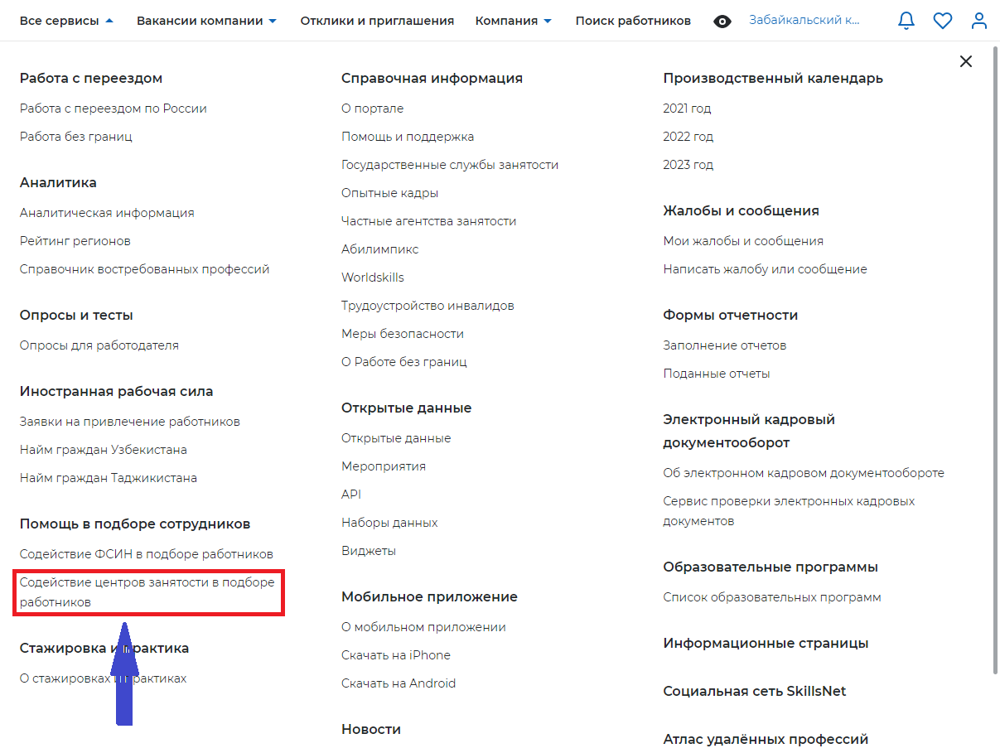 Все сервисы
Вакансии компании
Отклики и приглашения
Компания
Поиск работников
Забайкальский к...
Работа с переездом
Работа с переездом по России
Работа без границ
Аналитика
Аналитическая информация
Рейтинг регионов
Справочник востребованных профессий
Опросы и тесты
Опросы для работодателя
Иностранная рабочая сила
Заявки на привлечение работников
Найм граждан Узбекистана
Найм граждан Таджикистана
Помощь в подборе сотрудников
Содействие ФСИН в подборе работников
Содействие центров занятости в подборе
работников
Стажировка и практика
О стажировках и практиках
Справочная информация
О портале
Помощь и поддержка
Государственные службы занятости
Опытные кадры
Частные агентства занятости
Абилимпикс
Worldskills
Трудоустройство инвалидов
Меры безопасности
О Работе без границ
Открытые данные
Открытые данные
Мероприятия
API
Наборы данных
Виджеты
Мобильное приложение
О мобильном приложении
Скачать на iPhone
Скачать на Android
Новости
Производственный календарь
2021 год
2022 год
2023 год
Жалобы и сообщения
Мои жалобы и сообщения
Написать жалобу или сообщение
Формы отчетности
Заполнение отчетов
Поданные отчеты
Электронный кадровый
документооборот
Об электронном кадровом документообороте
Сервис проверки электронных кадровых
документов
Образовательные программы
Список образовательных программ
Информационные страницы
Социальная сеть SkillsNet
Атлас удалённых профессий